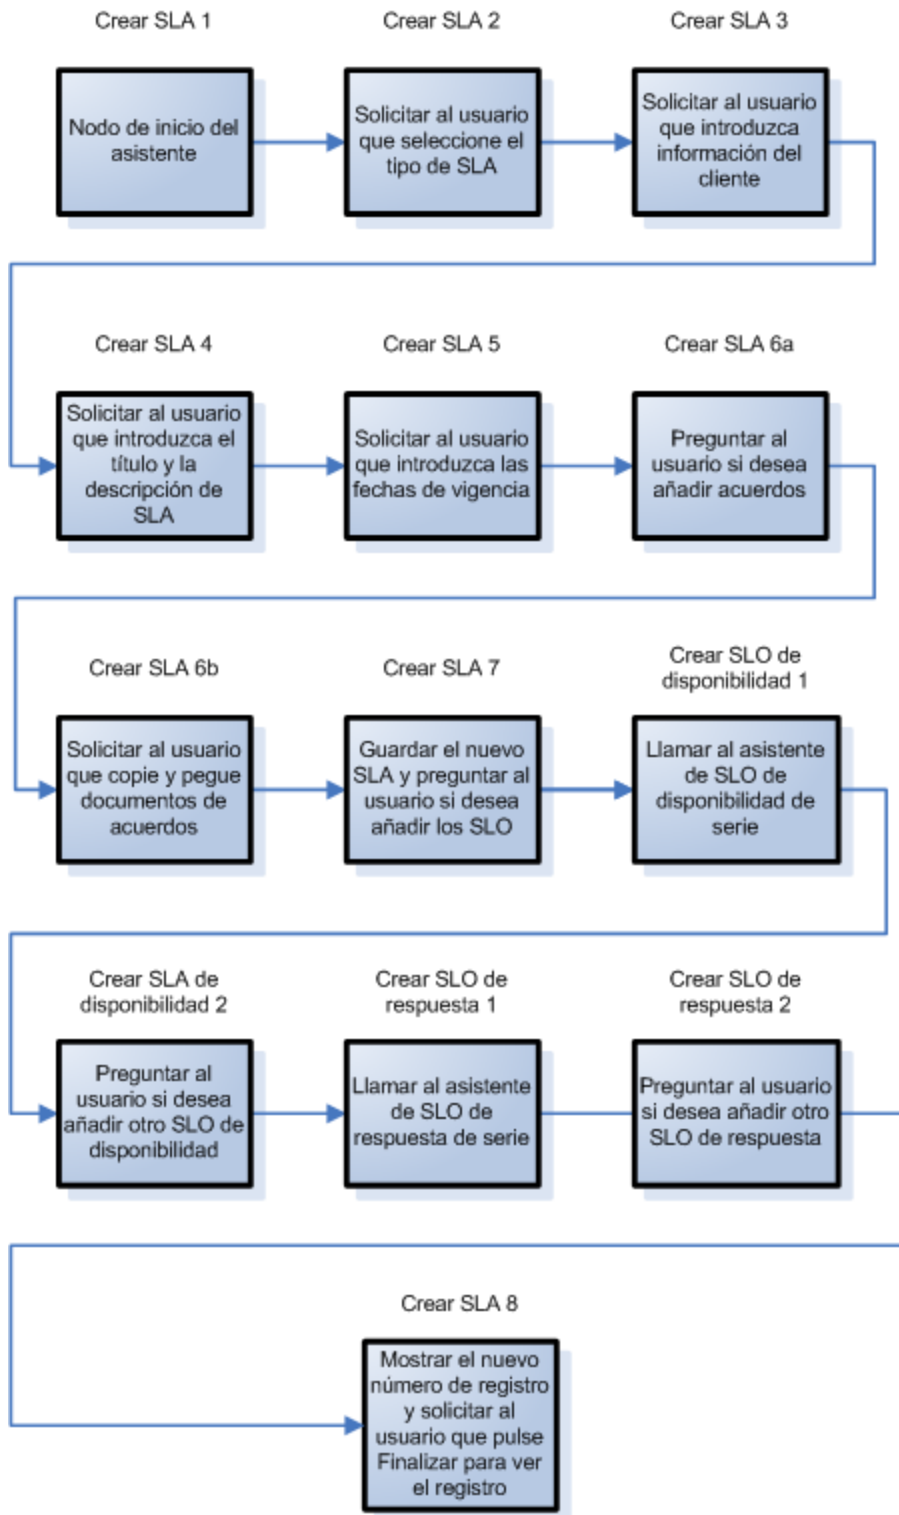 Crear SLA 1
Crear SLA 2
Crear SLA 3
Nodo de inicio del
asistente
Solicitar al usuario
que seleccione el
tipo de SLA
Solicitar al usuario
que introduzca
información del
cliente
Crear SLA 4
Crear SLA 5
Crear SLA 6a
Solicitar al usuario
que introduzca el
título y la
descripción de
SLA
Solicitar al usuario
que introduzca las
fechas de vigencia
Preguntar al
usuario si desea
añadir acuerdos
Crear SLA 6b
Crear SLA 7
Crear SLO de
disponibilidad 1
Solicitar al usuario
que copie y pegue
documentos de
acuerdos
Guardar el nuevo
SLA y preguntar al
usuario si desea
añadir los SLO
Llamar al asistente
de SLO de
disponibilidad de
serie
Crear SLA de
disponibilidad 2
Crear SLO de
respuesta 1
Crear SLO de
respuesta 2
Preguntar al
usuario si desea
añadir otro SLO de
disponibilidad
Llamar al asistente
de SLO de
respuesta de serie
Preguntar al usuario
si desea añadir otro
SLO de respuesta
Crear SLA 8
Mostrar el nuevo
número de registro
y solicitar al
usuario que pulse
Finalizar para ver
el registro